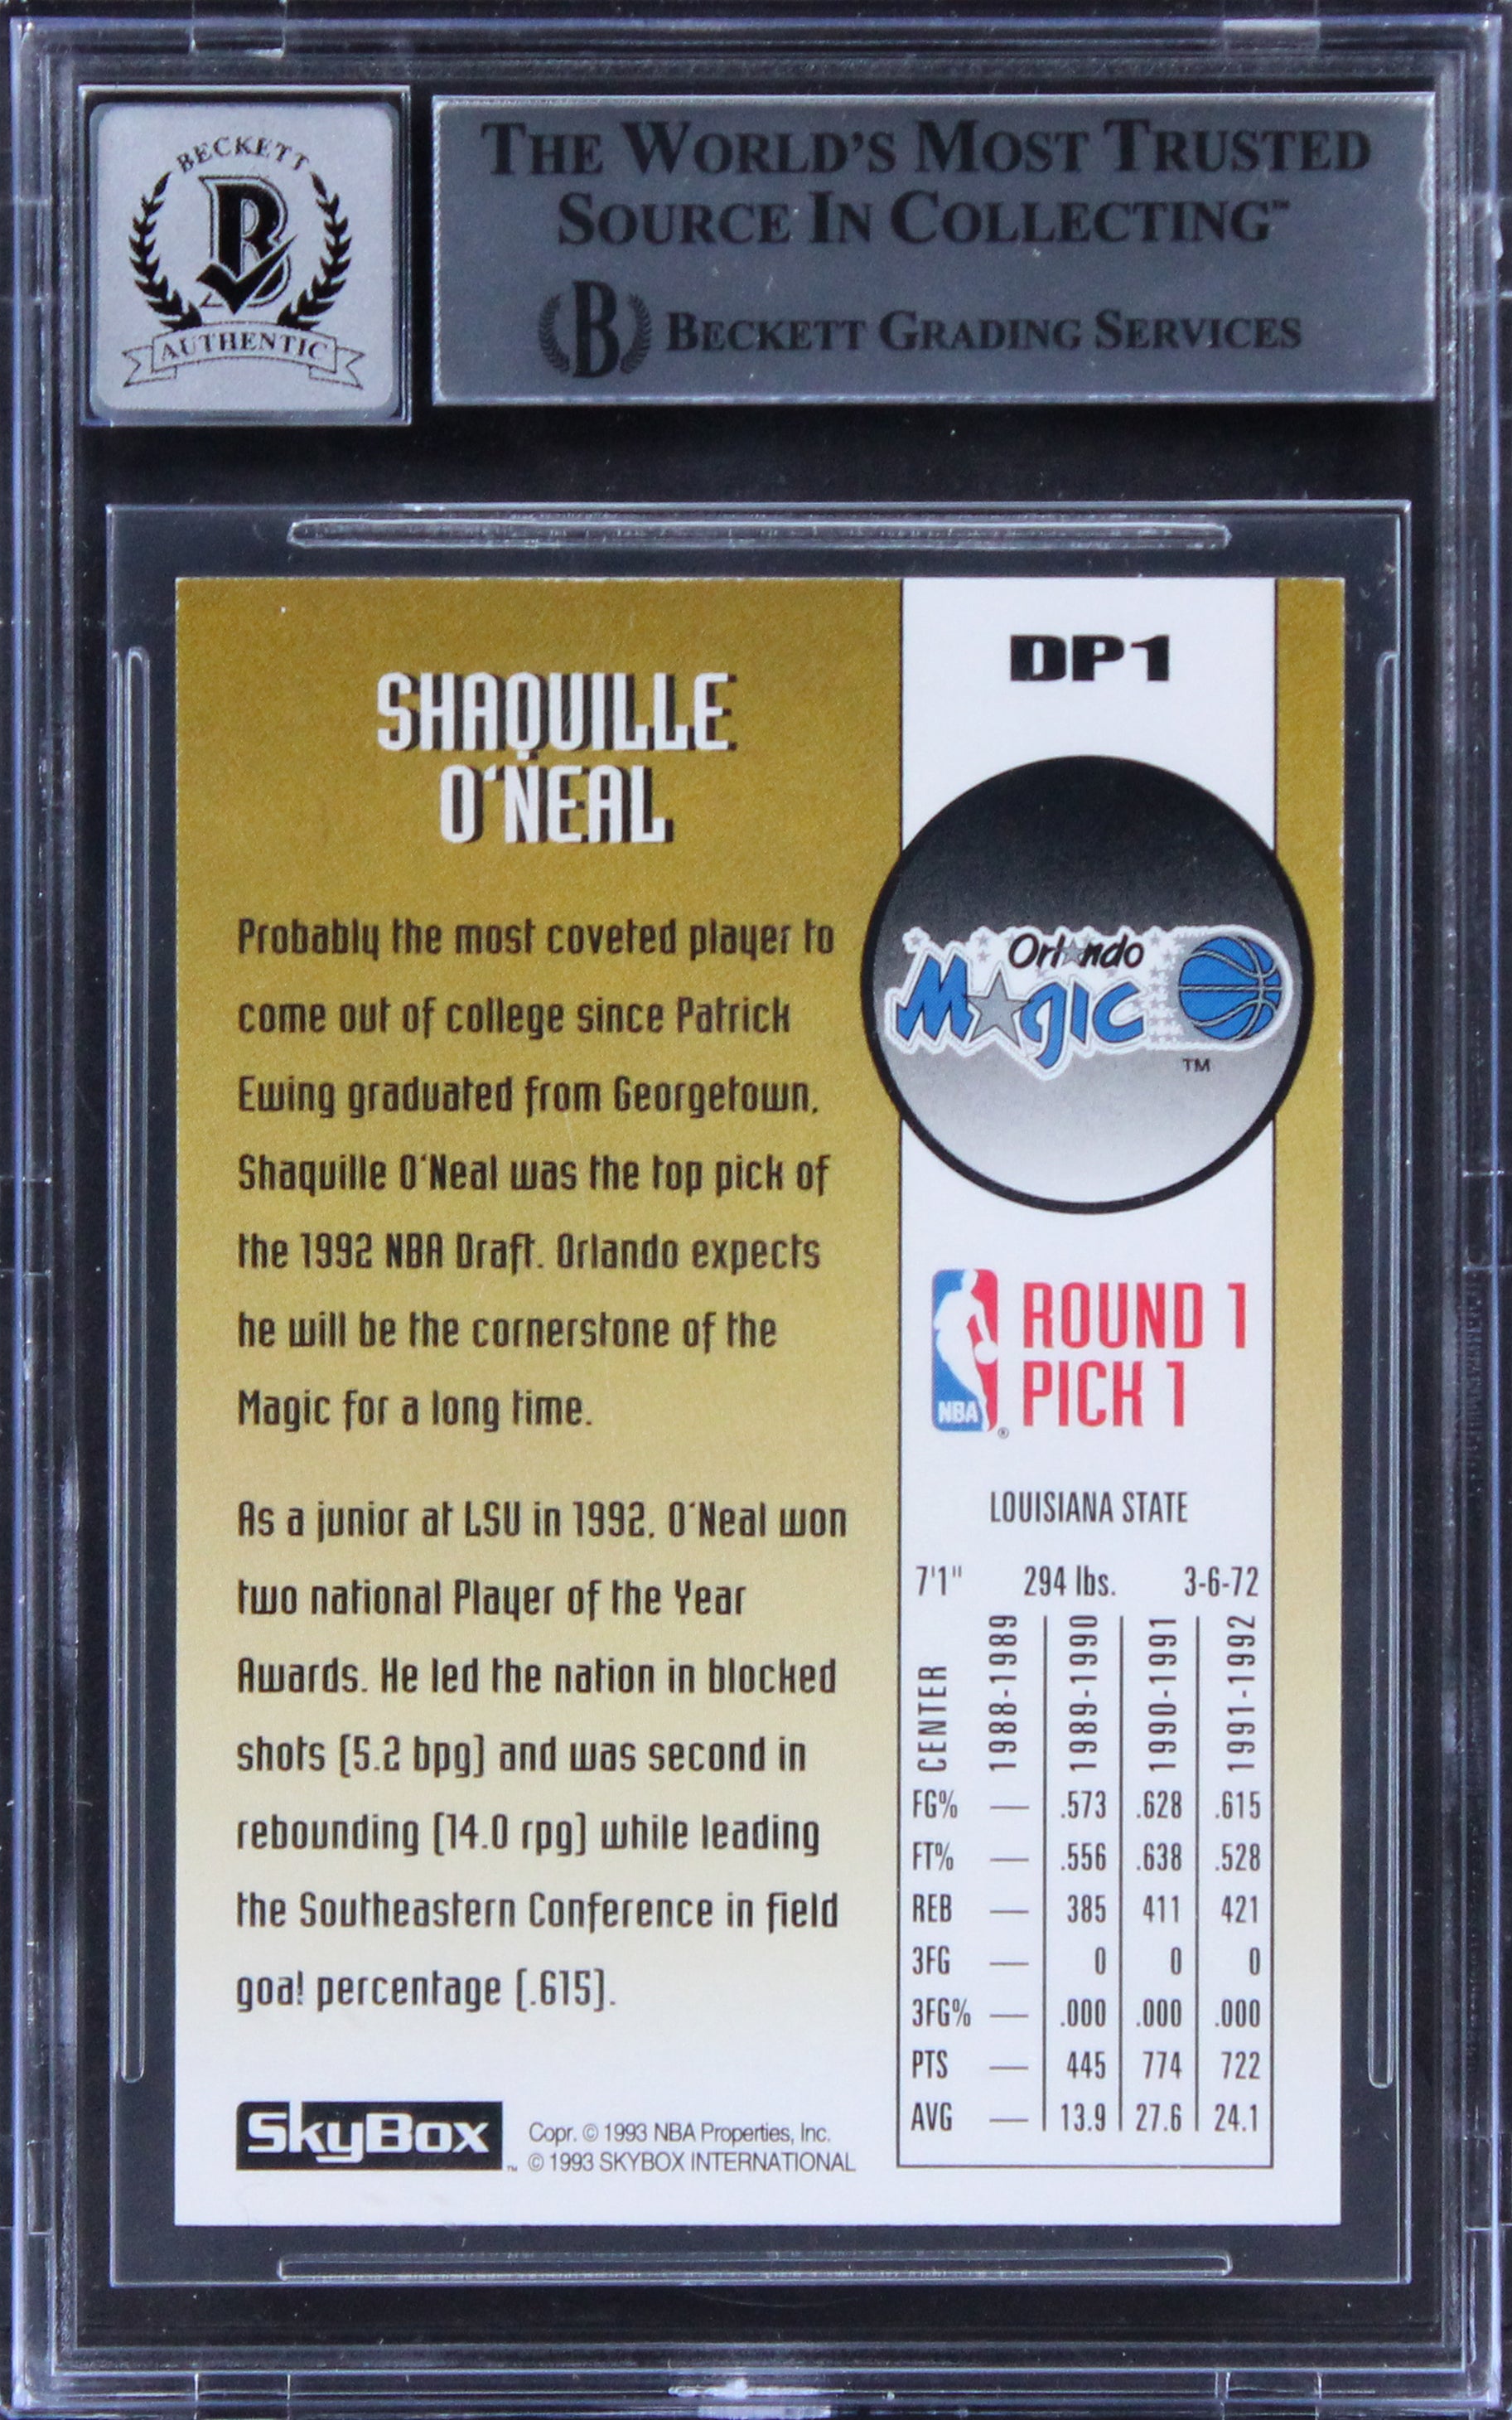 BECKETT
B
AUTHENTIC
THE WORLD'S MOST TRUSTED
SOURCE IN COLLECTING™
B BECKETT GRADING SERVICES
SHAQUILLE
O'NEAL
Probably the most coveted player to
come out of college since Patrick
Ewing graduated from Georgetown,
Shaquille O'Neal was the top pick of
the 1992 NBA Draft. Orlando expects
he will be the cornerstone of the
Magic for a long time.
As a junior at LSU in 1992, O'Neal won
two national Player of the Year
Awards. He led the nation in blocked
shots (5.2 bpg) and was second in
rebounding (14.0 rpg) while leading
the Southeastern Conference in field
goal percentage (.615).
SkyBox™
Copr. © 1993 NBA Properties, Inc.
© 1993 SKYBOX INTERNATIONAL
DP1
Orlando
Magic
TM
NBA ®
ROUND 1
PICK 1
LOUISIANA STATE
7'1" 294 lbs. 3-6-72
CENTER 1988-1989 1989-1990 1990-1991 1991-1992
FG% — .573 .628 .615
FT% — .556 .638 .528
REB — 385 411 421
3FG — 0 0 0
3FG% — .000 .000 .000
PTS — 445 774 722
AVG — 13.9 27.6 24.1